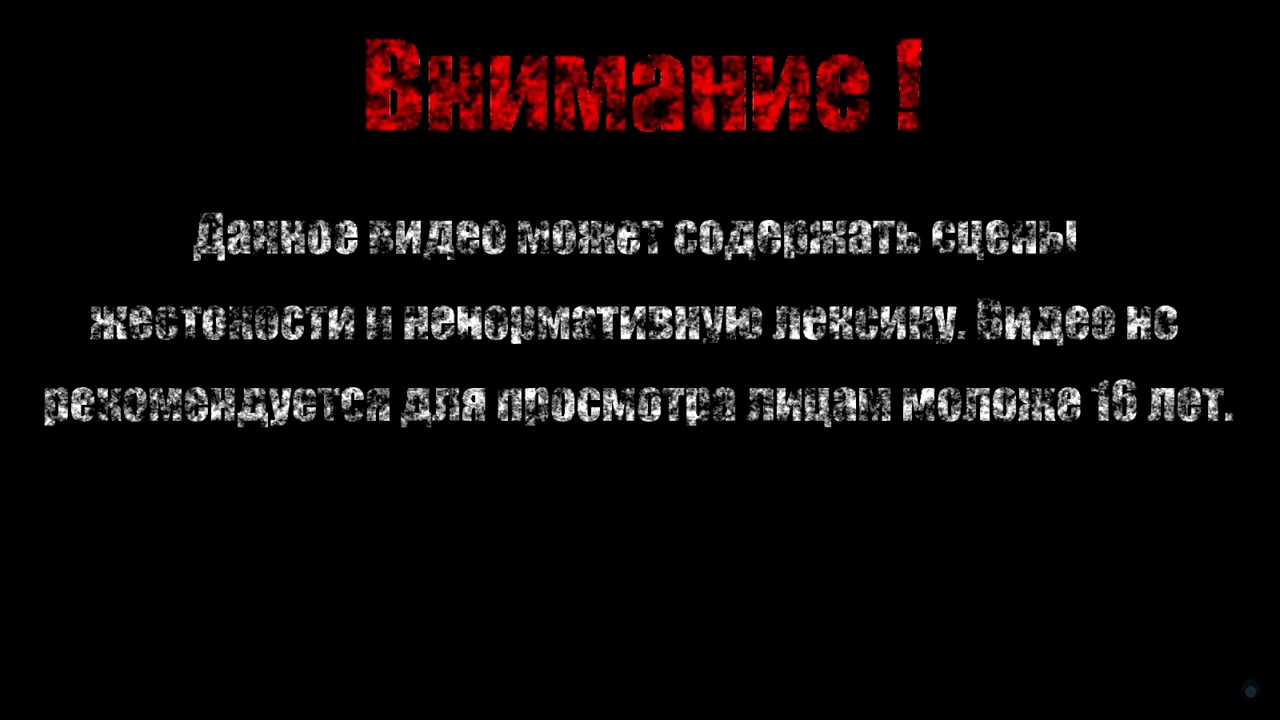 Внимание !
Данное видео может содержать сцены
жестокости и ненормативную лексику. Видео не
рекомендуется для просмотра лицам моложе 16 лет.